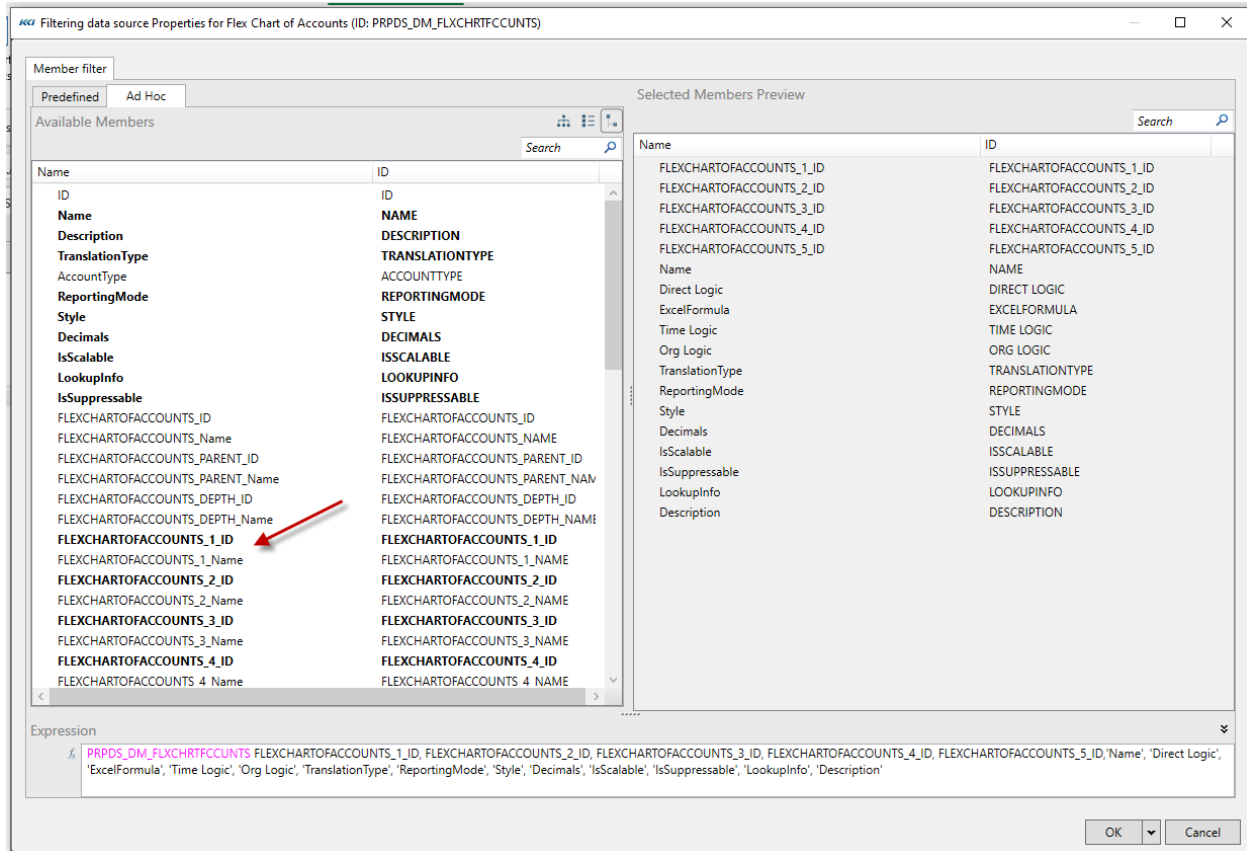 KCI Filtering data source Properties for Flex Chart of Accounts (ID: PRPDS_DM_FLXCHRTFCCUNTS)
Member filter
Predefined Ad Hoc
Available Members
Search
Name ID
ID ID
Name NAME
Description DESCRIPTION
TranslationType TRANSLATIONTYPE
AccountType ACCOUNTTYPE
ReportingMode REPORTINGMODE
Style STYLE
Decimals DECIMALS
IsScalable ISSCALABLE
LookupInfo LOOKUPINFO
IsSuppressable ISSUPPRESSABLE
FLEXCHARTOFACCOUNTS_ID FLEXCHARTOFACCOUNTS_ID
FLEXCHARTOFACCOUNTS_Name FLEXCHARTOFACCOUNTS_NAME
FLEXCHARTOFACCOUNTS_PARENT_ID FLEXCHARTOFACCOUNTS_PARENT_ID
FLEXCHARTOFACCOUNTS_PARENT_Name FLEXCHARTOFACCOUNTS_PARENT_NAM
FLEXCHARTOFACCOUNTS_DEPTH_ID FLEXCHARTOFACCOUNTS_DEPTH_ID
FLEXCHARTOFACCOUNTS_DEPTH_Name FLEXCHARTOFACCOUNTS_DEPTH_NAME
FLEXCHARTOFACCOUNTS_1_ID FLEXCHARTOFACCOUNTS_1_ID
FLEXCHARTOFACCOUNTS_1_Name FLEXCHARTOFACCOUNTS_1_NAME
FLEXCHARTOFACCOUNTS_2_ID FLEXCHARTOFACCOUNTS_2_ID
FLEXCHARTOFACCOUNTS_2_Name FLEXCHARTOFACCOUNTS_2_NAME
FLEXCHARTOFACCOUNTS_3_ID FLEXCHARTOFACCOUNTS_3_ID
FLEXCHARTOFACCOUNTS_3_Name FLEXCHARTOFACCOUNTS_3_NAME
FLEXCHARTOFACCOUNTS_4_ID FLEXCHARTOFACCOUNTS_4_ID
FLEXCHARTOFACCOUNTS_4_Name FLEXCHARTOFACCOUNTS_4_NAME
Selected Members Preview
Search
Name ID
FLEXCHARTOFACCOUNTS_1_ID FLEXCHARTOFACCOUNTS_1_ID
FLEXCHARTOFACCOUNTS_2_ID FLEXCHARTOFACCOUNTS_2_ID
FLEXCHARTOFACCOUNTS_3_ID FLEXCHARTOFACCOUNTS_3_ID
FLEXCHARTOFACCOUNTS_4_ID FLEXCHARTOFACCOUNTS_4_ID
FLEXCHARTOFACCOUNTS_5_ID FLEXCHARTOFACCOUNTS_5_ID
Name NAME
Direct Logic DIRECT LOGIC
ExcelFormula EXCELFORMULA
Time Logic TIME LOGIC
Org Logic ORG LOGIC
TranslationType TRANSLATIONTYPE
ReportingMode REPORTINGMODE
Style STYLE
Decimals DECIMALS
IsScalable ISSCALABLE
IsSuppressable ISSUPPRESSABLE
LookupInfo LOOKUPINFO
Description DESCRIPTION
Expression
fx PRPDS_DM_FLXCHRTFCCUNTS FLEXCHARTOFACCOUNTS_1_ID, FLEXCHARTOFACCOUNTS_2_ID, FLEXCHARTOFACCOUNTS_3_ID, FLEXCHARTOFACCOUNTS_4_ID, FLEXCHARTOFACCOUNTS_5_ID,'Name', 'Direct Logic',
'ExcelFormula', 'Time Logic', 'Org Logic', 'TranslationType', 'ReportingMode', 'Style', 'Decimals', 'IsScalable', 'IsSuppressable', 'LookupInfo', 'Description'
OK Cancel